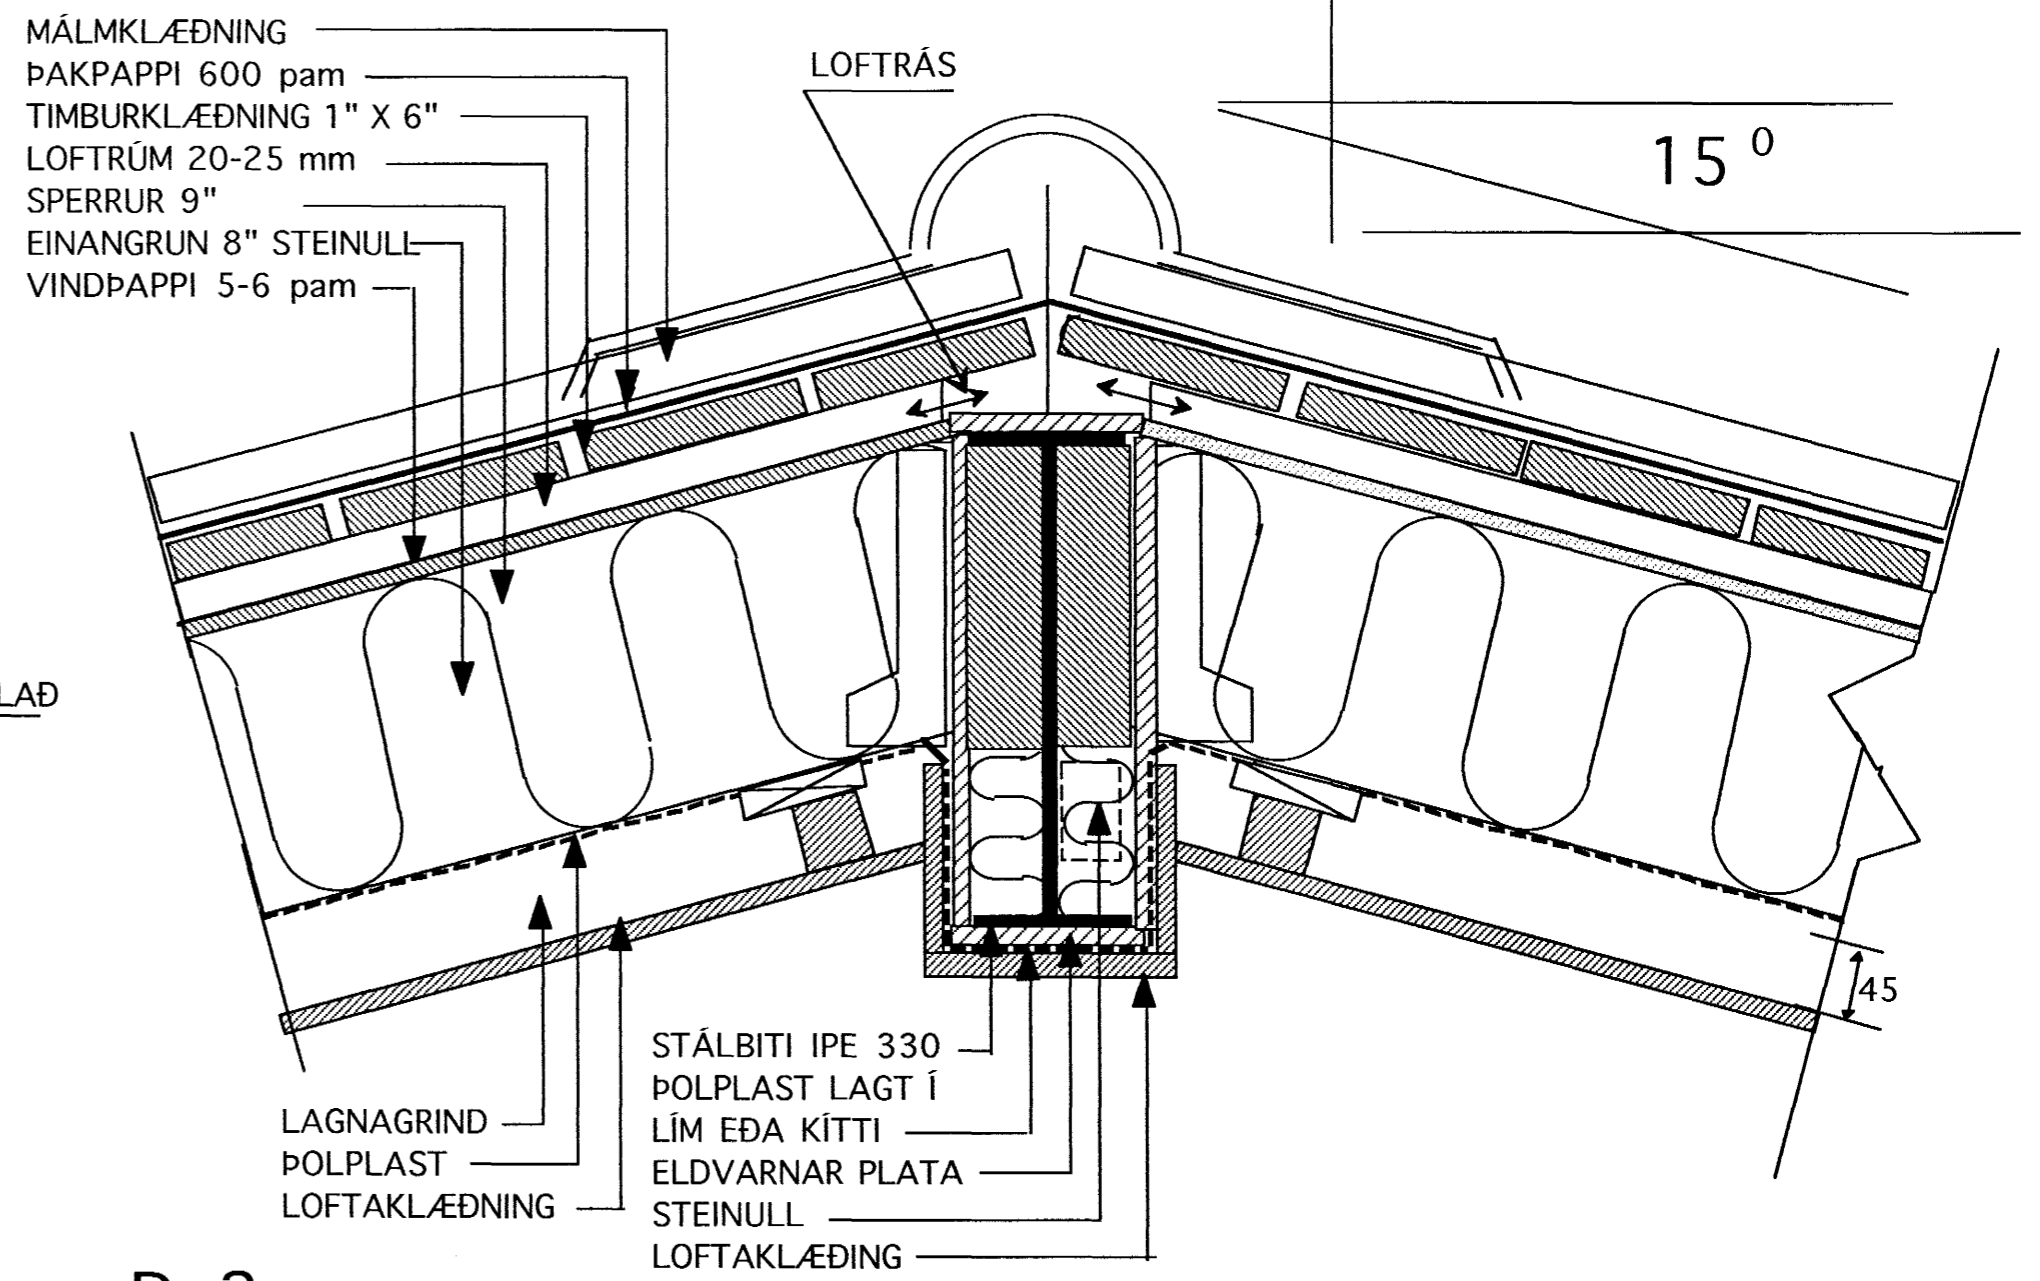 MÁLMKLÆÐNING
ÞAKPAPPI 600 pam
TIMBURKLÆÐNING 1" X 6"
LOFTRÚM 20-25 mm
SPERRUR 9"
EINANGRUN 8" STEINULL
VINDÞAPPI 5-6 pam
LOFTRÁS
15 0
LAÐ
45
STÁLBITI IPE 330
ÞOLPLAST LAGT Í
LÍM EÐA KÍTTI
ELDVARNAR PLATA
STEINULL
LOFTAKLÆÐING
LAGNAGRIND
ÞOLPLAST
LOFTAKLÆÐNING